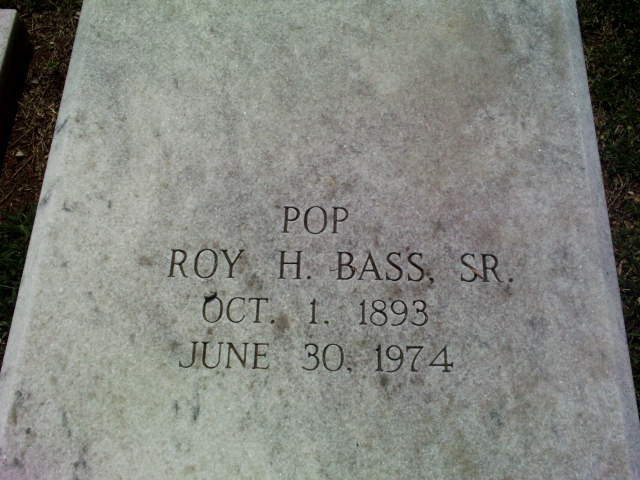 POP
ROY H. BASS, SR.
OCT. 1, 1893
JUNE 30, 1974